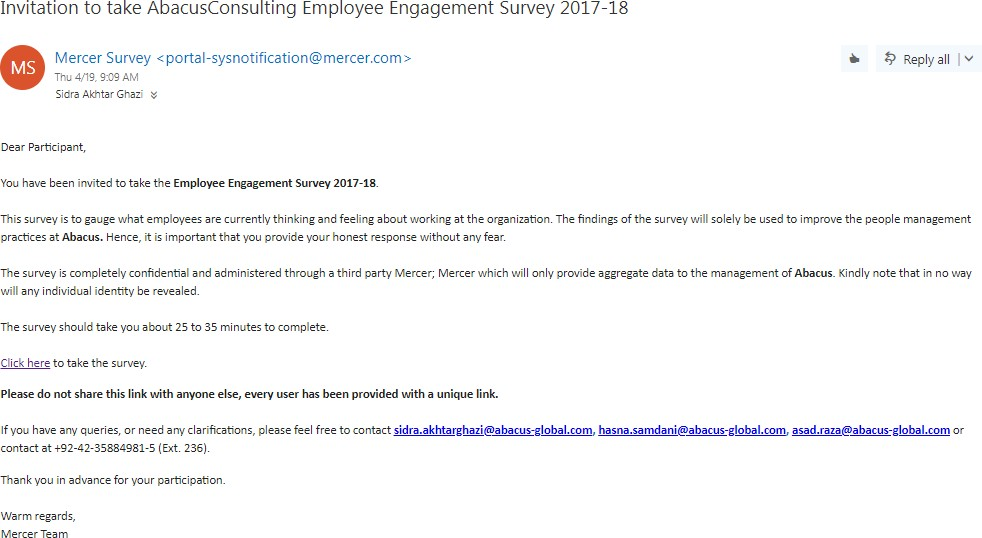 Invitation to take AbacusConsulting Employee Engagement Survey 2017-18
MS
Mercer Survey <portal-sysnotification@mercer.com>
Reply all
Thu 4/19, 9:09 AM
Sidra Akhtar Ghazi
Dear Participant,
You have been invited to take the Employee Engagement Survey 2017-18.
This survey is to gauge what employees are currently thinking and feeling about working at the organization. The findings of the survey will solely be used to improve the people management
practices at Abacus. Hence, it is important that you provide your honest response without any fear.
The survey is completely confidential and administered through a third party Mercer; Mercer which will only provide aggregate data to the management of Abacus. Kindly note that in no way
will any individual identity be revealed.
The survey should take you about 25 to 35 minutes to complete.
Click here to take the survey.
Please do not share this link with anyone else, every user has been provided with a unique link.
If you have any queries, or need any clarifications, please feel free to contact sidra.akhtarghazi@abacus-global.com, hasna.samdani@abacus-global.com, asad.raza@abacus-global.com or
contact at +92-42-35884981-5 (Ext. 236).
Thank you in advance for your participation.
Warm regards,
Mercer Team